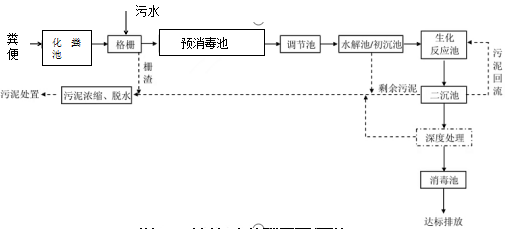 污水
粪便
化粪池
格栅
预消毒池
调节池
水解池/初沉池
生化反应池
栅渣
污泥回流
剩余污泥
污泥处置
污泥浓缩、脱水
二沉池
深度处理
消毒池
达标排放